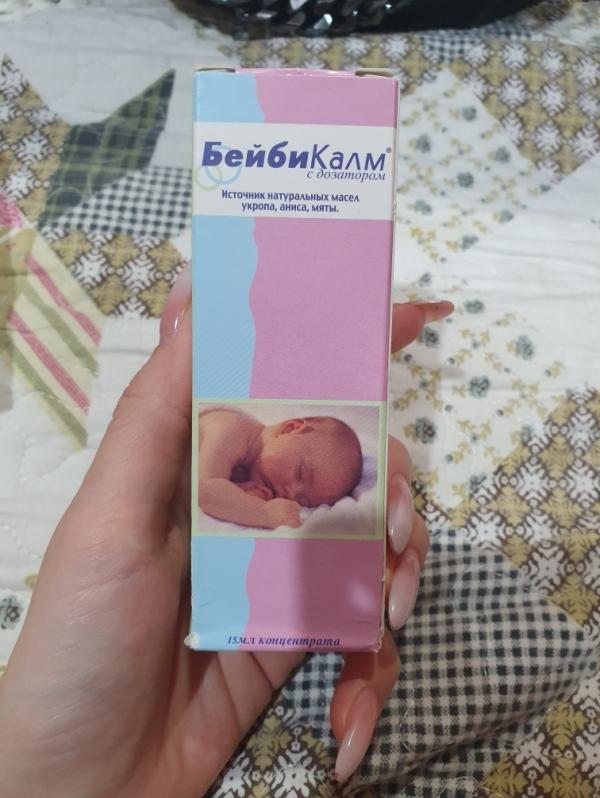 БейбиКалм®
с дозатором
Источник натуральных масел
укропа, аниса, мяты.
15мл концентрата